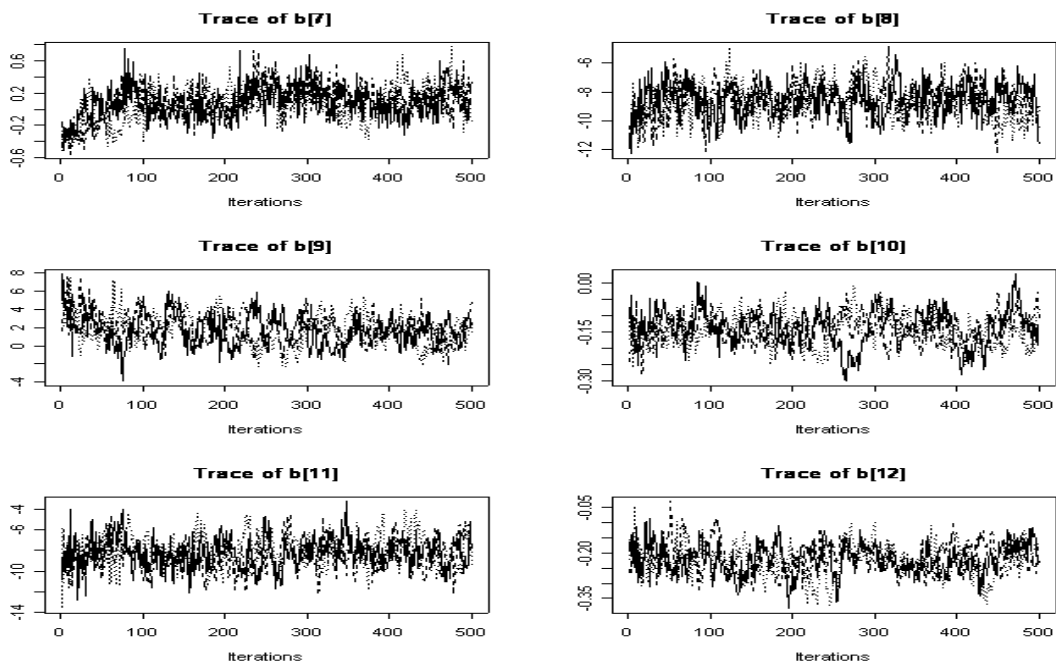 Trace of b[7]
0.6
0.2
-0.2
-0.6
0 100 200 300 400 500
Iterations
Trace of b[8]
-6
-8
-10
-12
0 100 200 300 400 500
Iterations
Trace of b[9]
8
6
4
2
0
-4
0 100 200 300 400 500
Iterations
Trace of b[10]
0.00
-0.15
-0.30
0 100 200 300 400 500
Iterations
Trace of b[11]
-4
-6
-10
-14
0 100 200 300 400 500
Iterations
Trace of b[12]
-0.05
-0.20
-0.35
0 100 200 300 400 500
Iterations